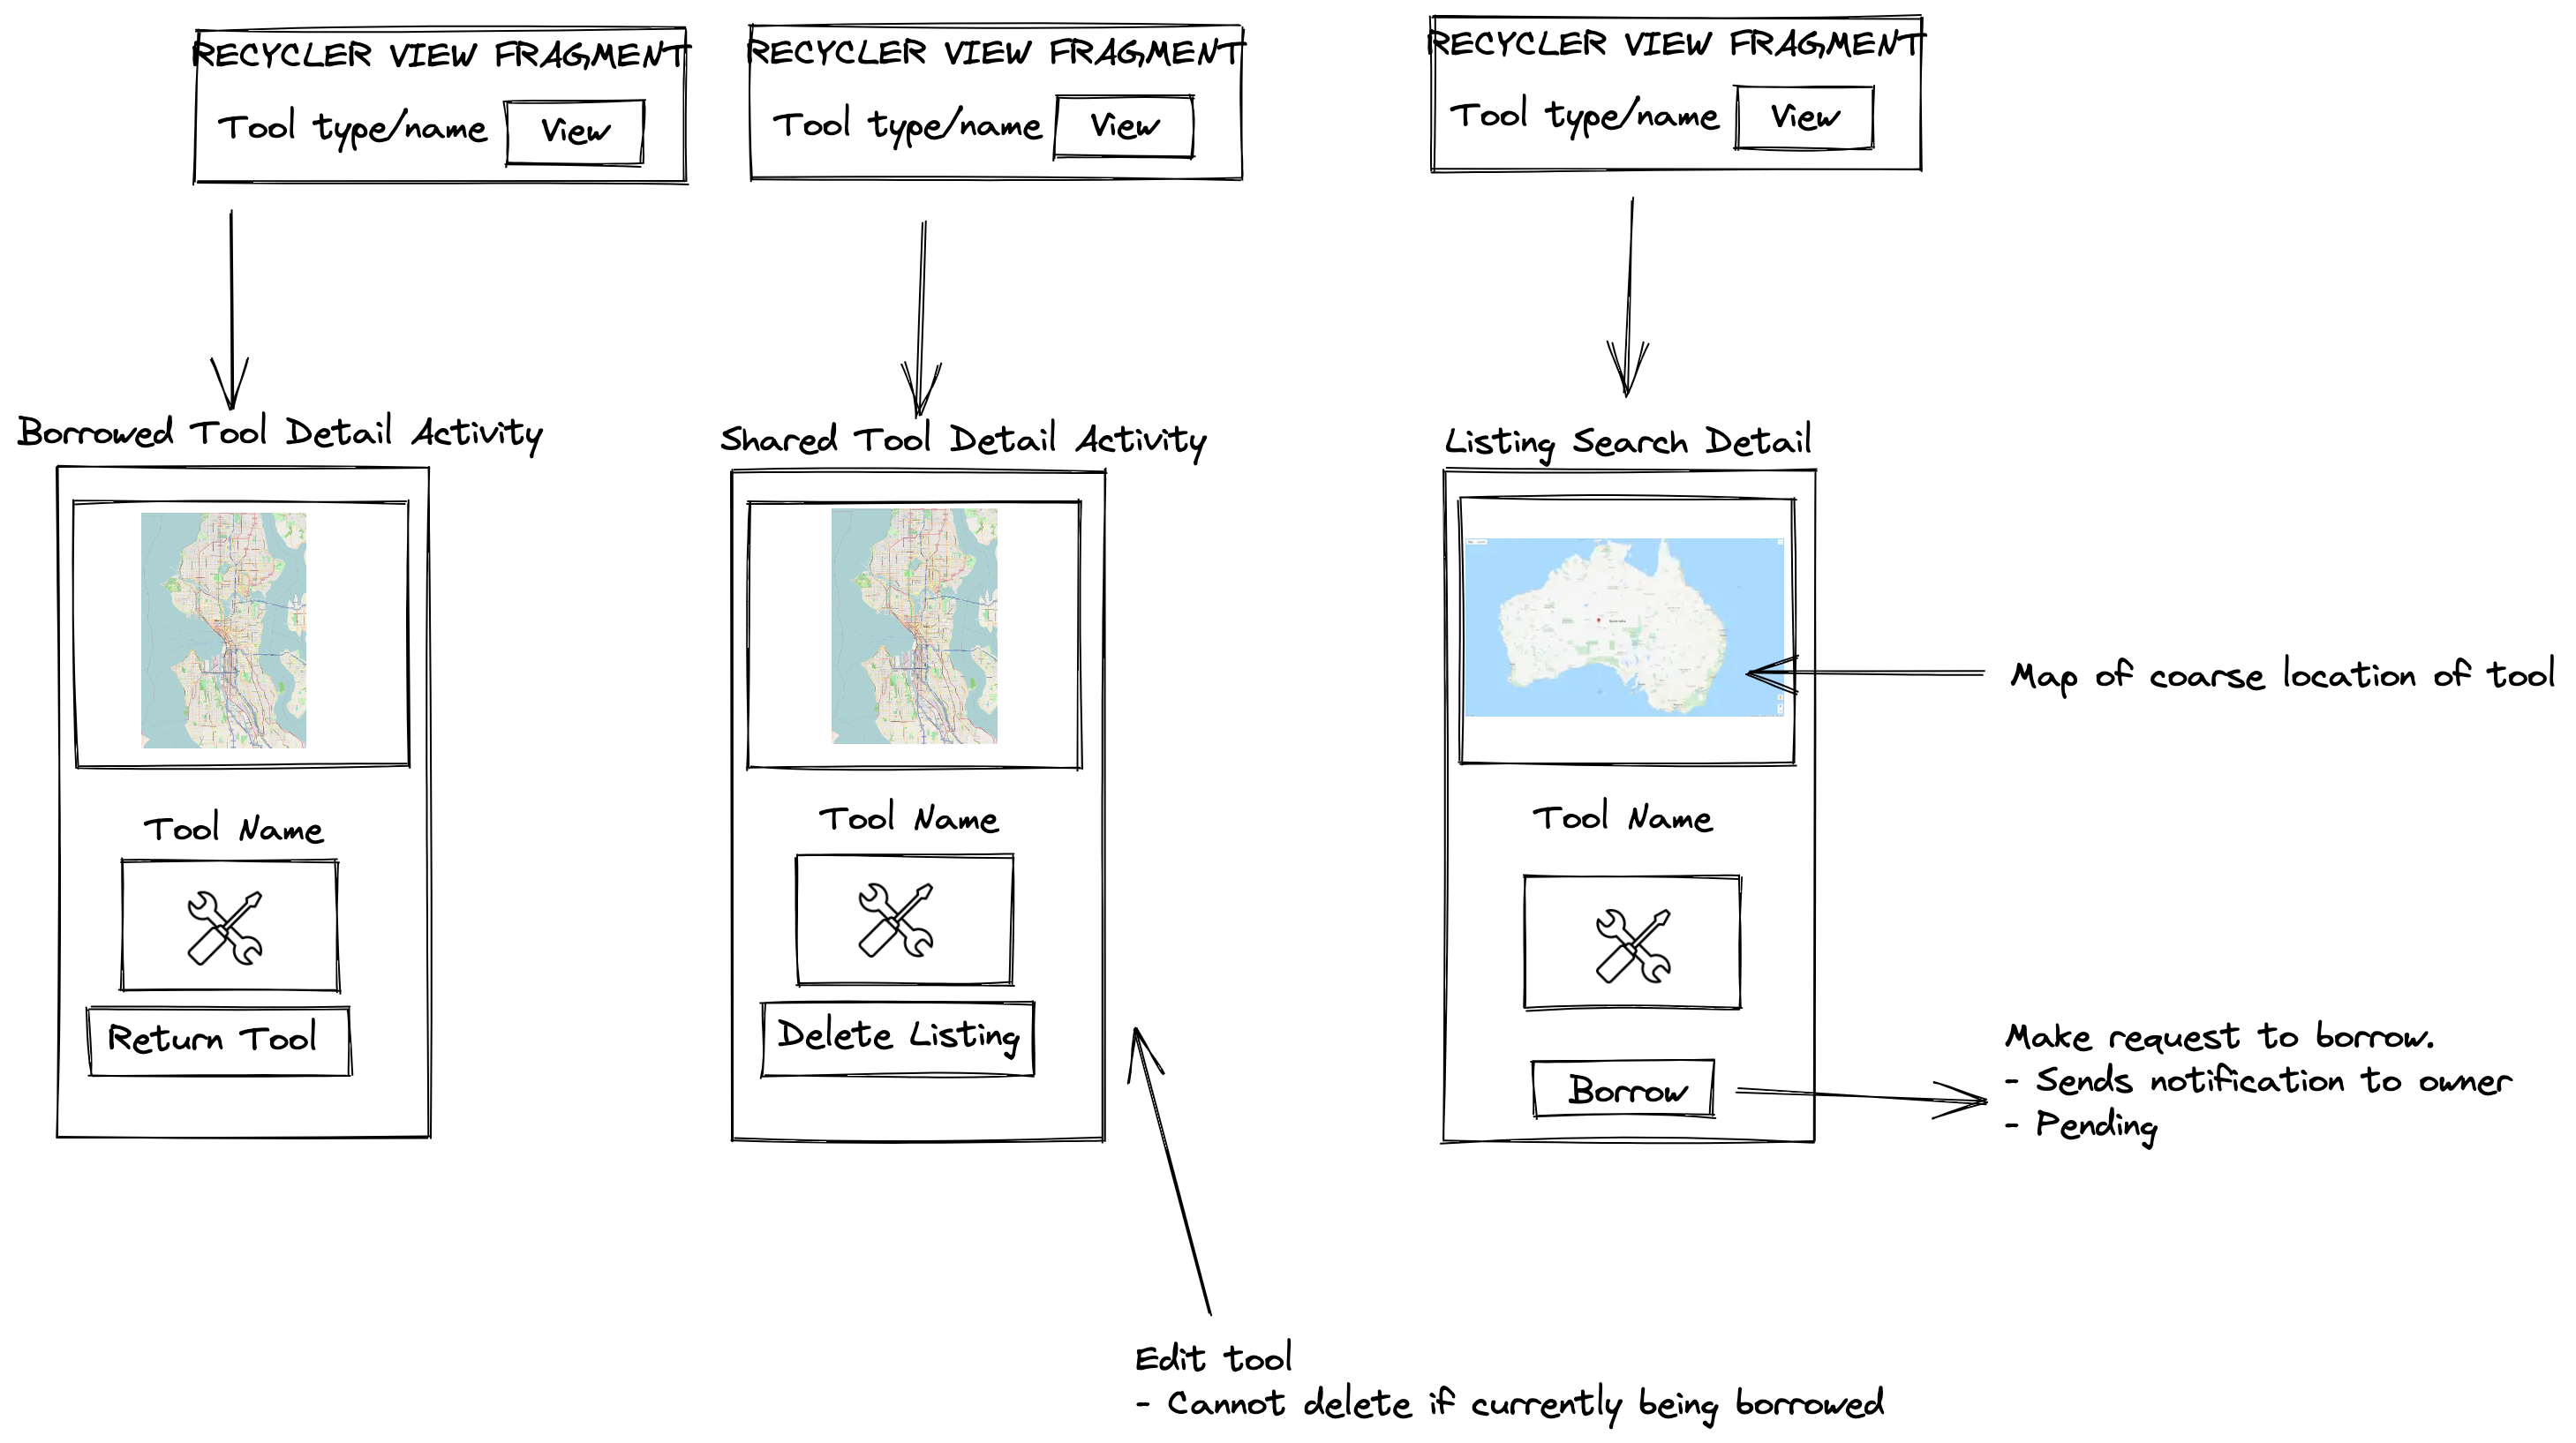 RECYCLER VIEW FRAGMENT
Tool type/name
View
RECYCLER VIEW FRAGMENT
Tool type/name
View
RECYCLER VIEW FRAGMENT
Tool type/name
View
Borrowed Tool Detail Activity
Tool Name
Return Tool
Shared Tool Detail Activity
Tool Name
Delete Listing
Listing Search Detail
Tool Name
Borrow
Map of coarse location of tool
Make request to borrow.
- Sends notification to owner
- Pending
Edit tool
- Cannot delete if currently being borrowed